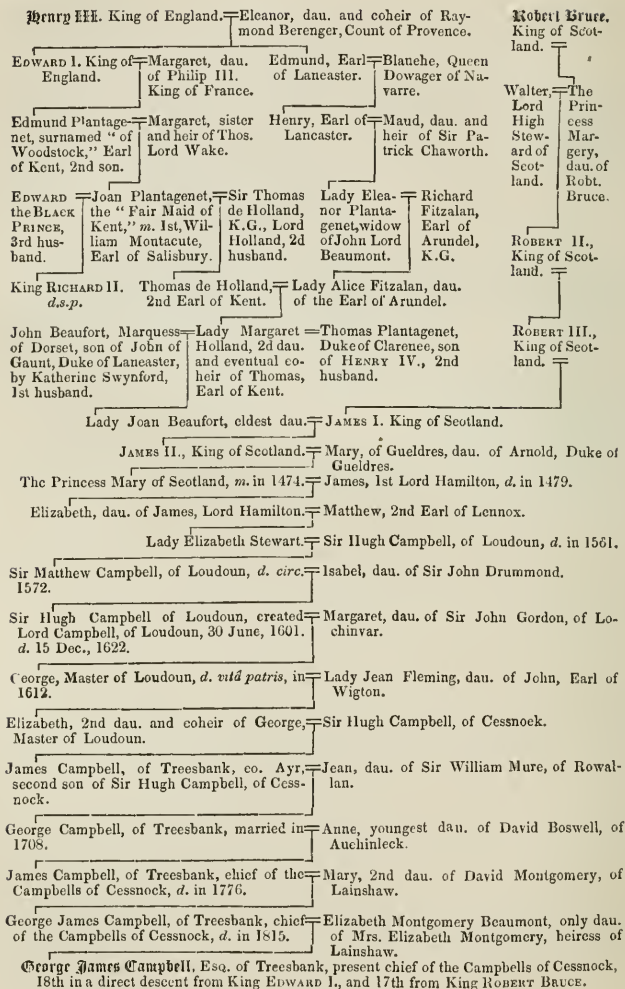 Henry III. King of England.=Eleanor, dau. and coheir of Raymond Berenger, Count of Provence.
Robert Bruce, King of Scotland.
EDWARD I. King of England.=Margaret, dau. of Philip III. King of France.
Edmund, Earl of Lancaster.=Blanche, Queen Dowager of Navarre.
Walter, Lord High Steward of Scotland.=The Princess Margery, dau. of Robt. Bruce.
Edmund Plantagenet, surnamed "of Woodstock," Earl of Kent, 2nd son.=Margaret, sister and heir of Thos. Lord Wake.
Henry, Earl of Lancaster.=Maud, dau. and heir of Sir Patrick Chaworth.
EDWARD the BLACK PRINCE, 3rd husband.=Joan Plantagenet, the "Fair Maid of Kent," m. 1st, William Montacute, Earl of Salisbury.=Sir Thomas de Holland, K.G., Lord Holland, 2d husband.
Lady Eleanor Plantagenet, widow of John Lord Beaumont.=Richard Fitzalan, Earl of Arundel, K.G.
ROBERT II., King of Scotland.
King RICHARD II. d.s.p.
Thomas de Holland, 2nd Earl of Kent.=Lady Alice Fitzalan, dau. of the Earl of Arundel.
John Beaufort, Marquess of Dorset, son of John of Gaunt, Duke of Lancaster, by Katherine Swynford, 1st husband.=Lady Margaret Holland, 2d dau. and eventual coheir of Thomas, Earl of Kent.=Thomas Plantagenet, Duke of Clarence, son of HENRY IV., 2nd husband.
ROBERT III., King of Scotland.
Lady Joan Beaufort, eldest dau.=JAMES I. King of Scotland.
JAMES II., King of Scotland.=Mary, of Gueldres, dau. of Arnold, Duke of Gueldres.
The Princess Mary of Scotland, m. in 1474.=James, 1st Lord Hamilton, d. in 1479.
Elizabeth, dau. of James, Lord Hamilton.=Matthew, 2nd Earl of Lennox.
Lady Elizabeth Stewart.=Sir Hugh Campbell, of Loudoun, d. in 1561.
Sir Matthew Campbell, of Loudoun, d. circ. 1572.=Isabel, dau. of Sir John Drummond.
Sir Hugh Campbell of Loudoun, created Lord Campbell, of Loudoun, 30 June, 1601. d. 15 Dec., 1622.=Margaret, dau. of Sir John Gordon, of Lochinvar.
George, Master of Loudoun, d. vitâ patris, in 1612.=Lady Jean Fleming, dau. of John, Earl of Wigton.
Elizabeth, 2nd dau. and coheir of George, Master of Loudoun.=Sir Hugh Campbell, of Cessnock.
James Campbell, of Treesbank, co. Ayr, second son of Sir Hugh Campbell, of Cessnock.=Jean, dau. of Sir William Mure, of Rowallan.
George Campbell, of Treesbank, married in 1708.=Anne, youngest dau. of David Boswell, of Auchinleck.
James Campbell, of Treesbank, chief of the Campbells of Cessnock, d. in 1776.=Mary, 2nd dau. of David Montgomery, of Lainshaw.
George James Campbell, of Treesbank, chief of the Campbells of Cessnock, d. in 1815.=Elizabeth Montgomery Beaumont, only dau. of Mrs. Elizabeth Montgomery, heiress of Lainshaw.
George James Campbell, ESQ. of Treesbank, present chief of the Campbells of Cessnock,
18th in a direct descent from King EDWARD I., and 17th from King ROBERT BRUCE.